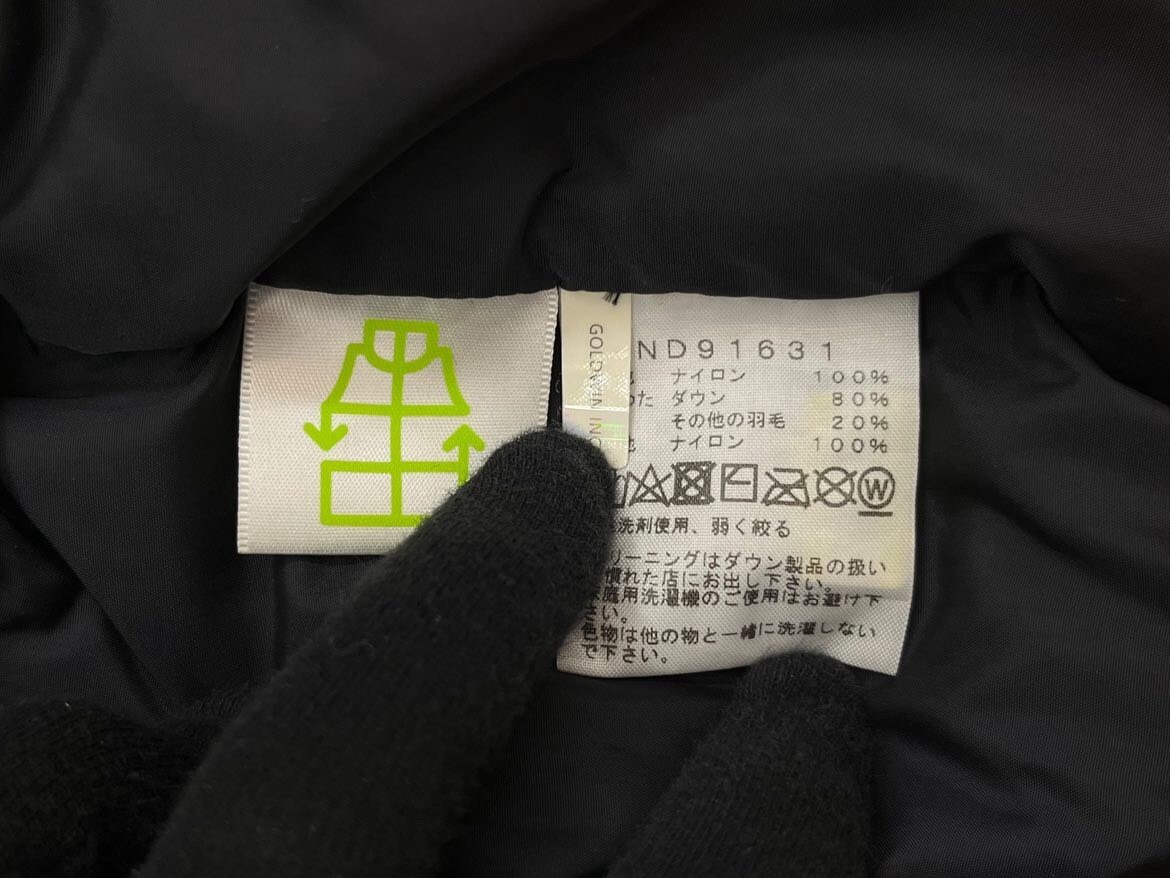 GOLDWIN INC
ND91631
ナイロン 100%
た ダウン 80%
その他の羽毛 20%
ナイロン 100%
W
洗剤使用、弱く絞る
リーニングはダウン製品の扱い
慣れた店にお出し下さい。
庭用洗濯機のご使用はお避け下
さい。
色物は他の物と一緒に洗濯しない
で下さい。